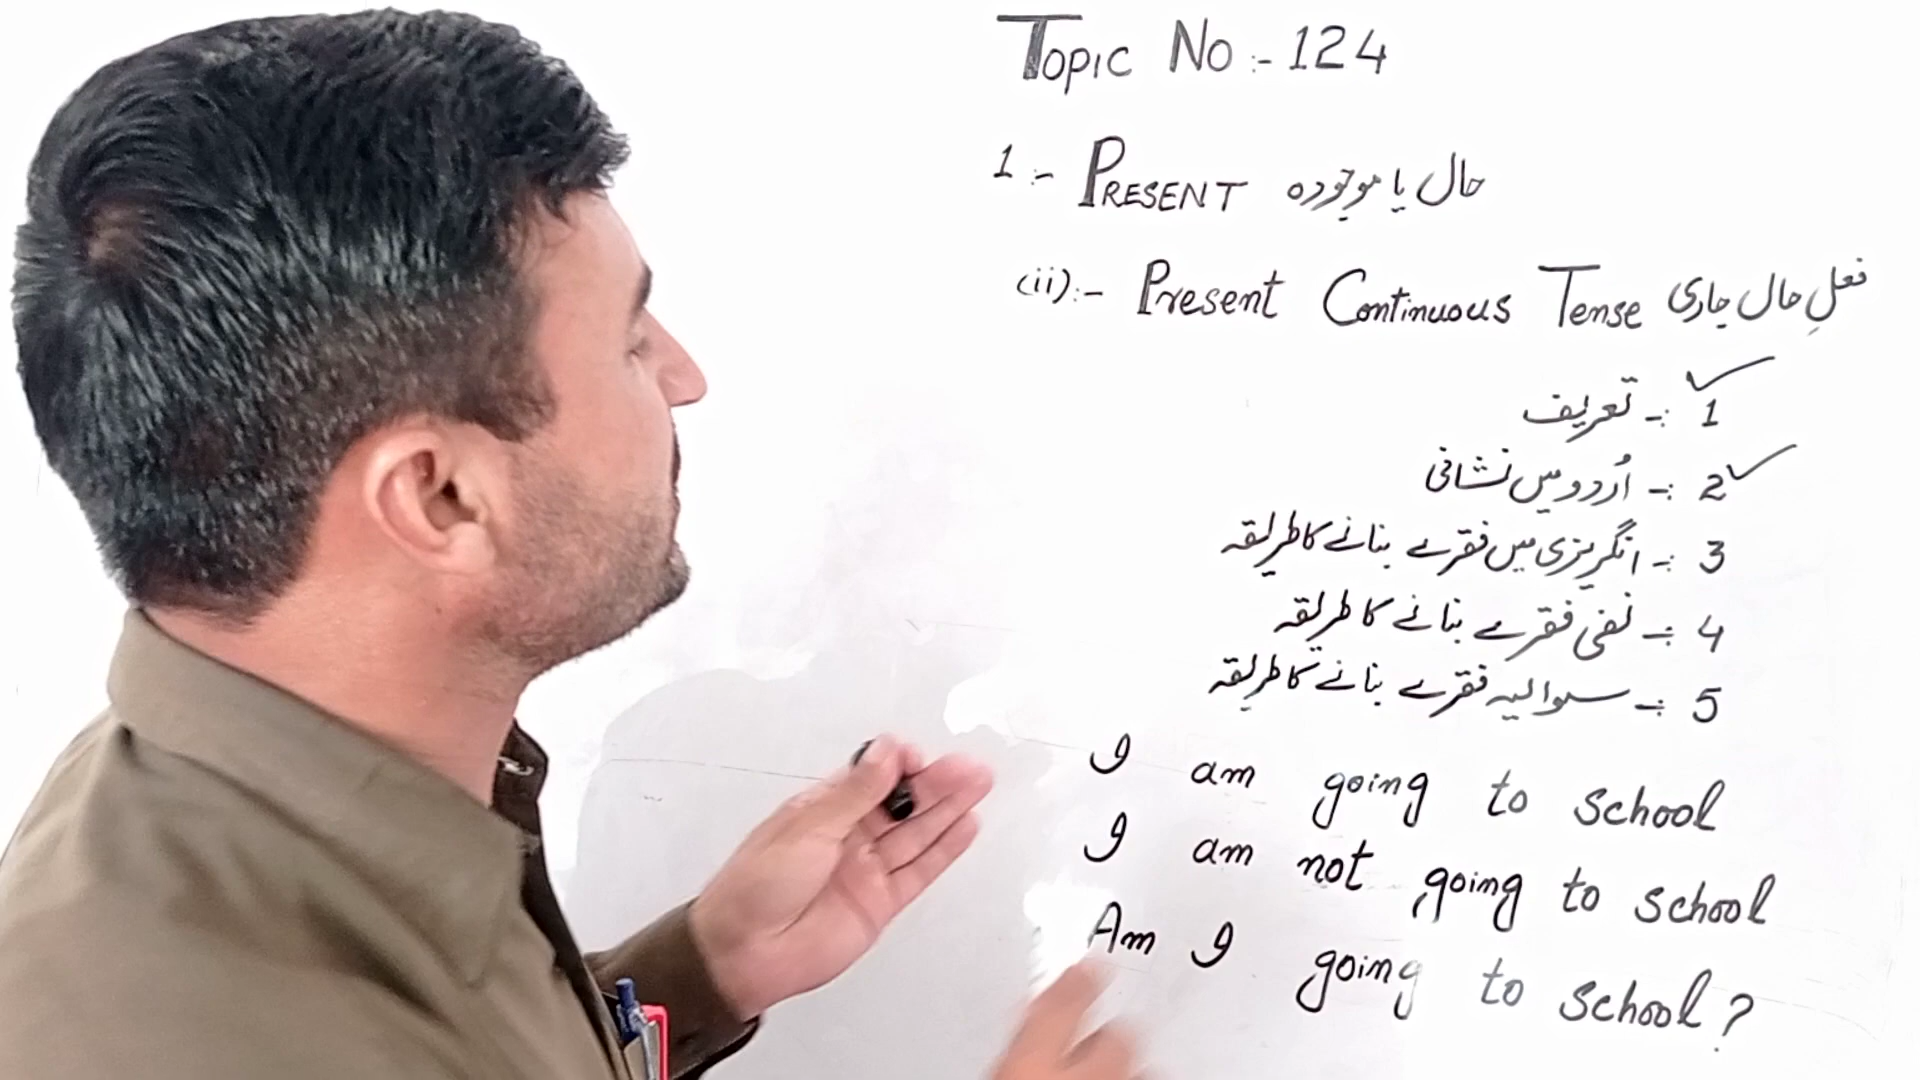 Topic No :- 124
1 :- PRESENT حال یا موجودہ
(ii) :- Present Continuous Tense فعلِ حال جاری
1 :- تعریف
2 :- اُردو میں نشانی
3 :- انگریزی میں فقرے بنانے کا طریقہ
4 :- نفی فقرے بنانے کا طریقہ
5 :- سوالیہ فقرے بنانے کا طریقہ
I am going to school
I am not going to school
Am I going to school?